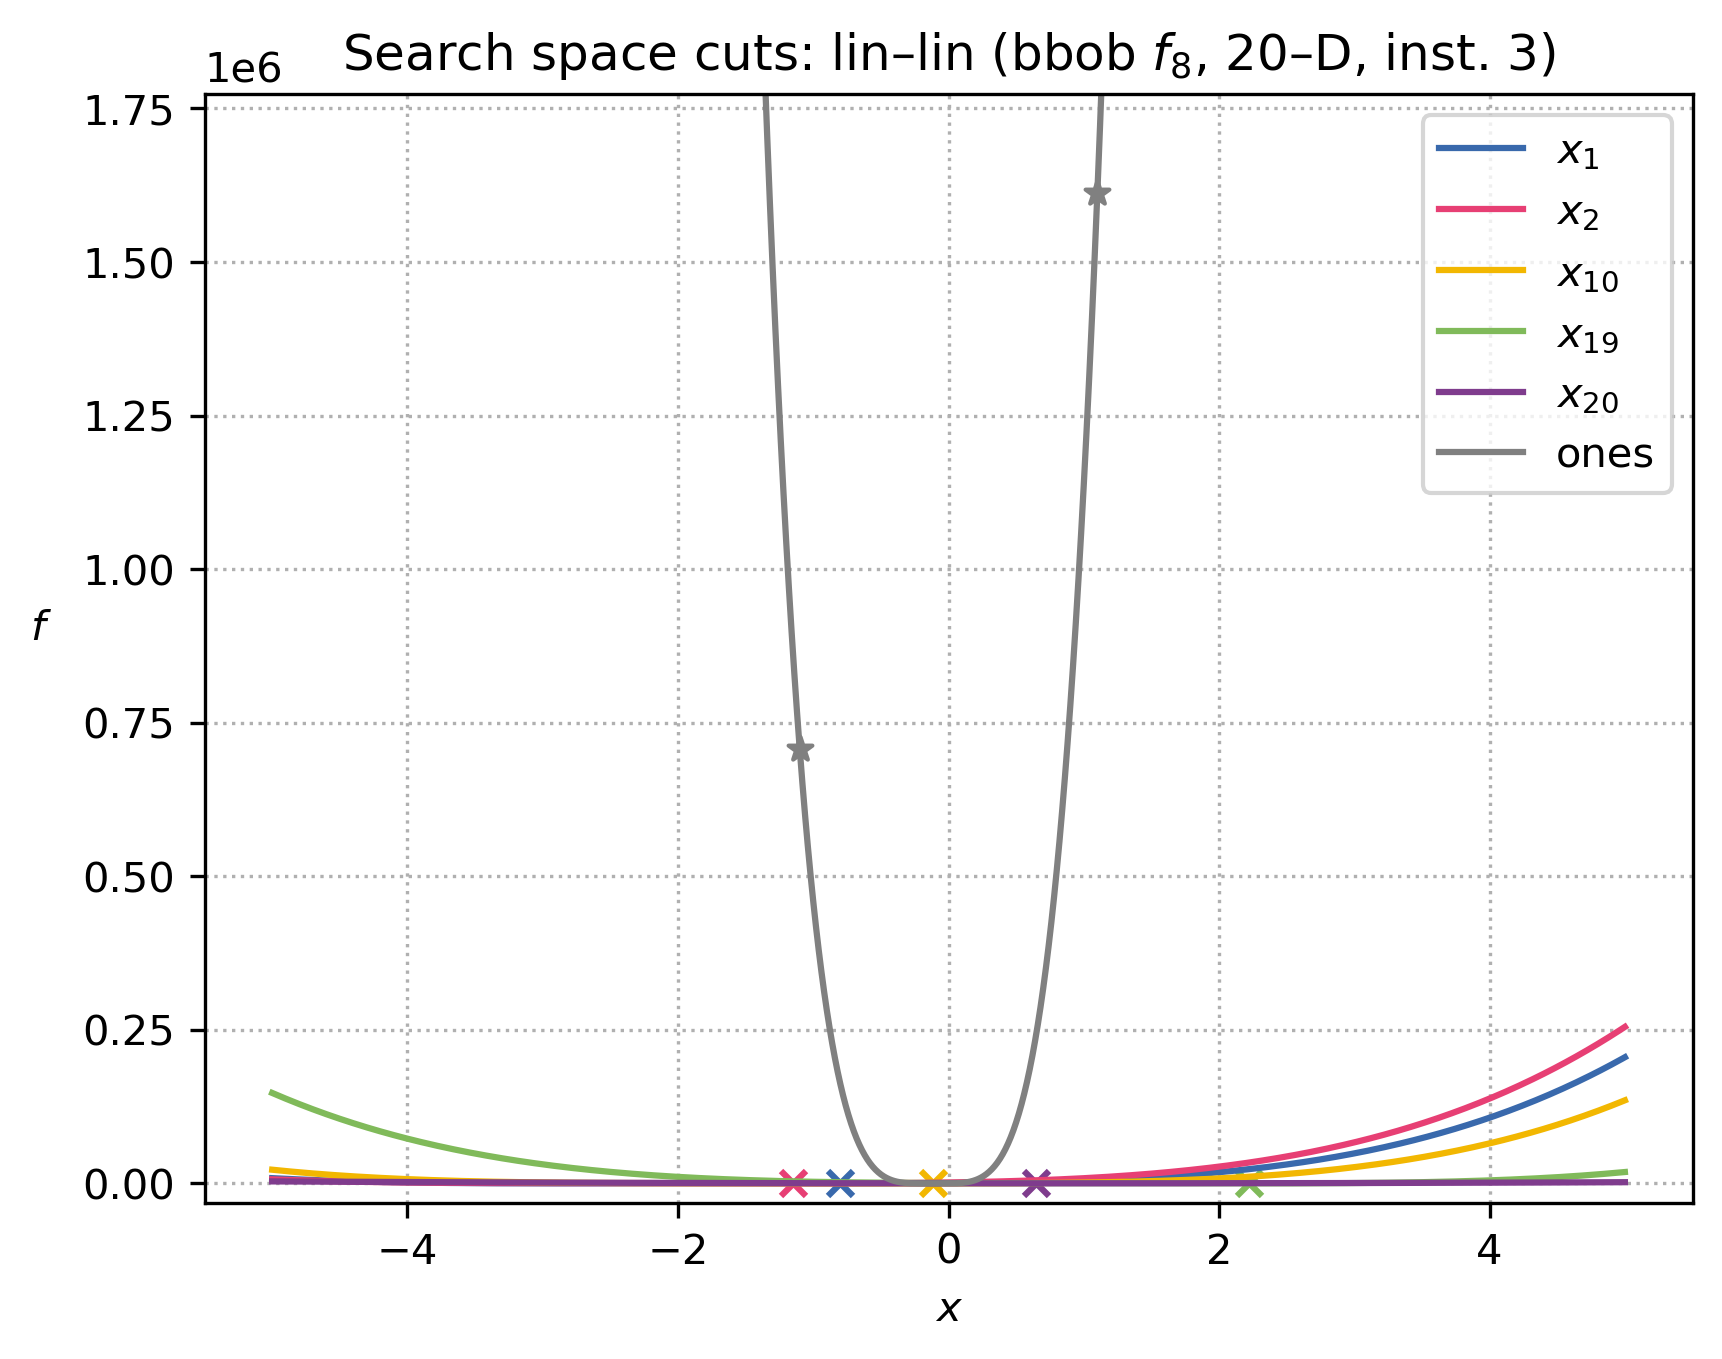 Search space cuts: lin–lin (bbob f₈, 20–D, inst. 3)
1e6
1.75
1.50
1.25
1.00
0.75
0.50
0.25
0.00
f
−4 −2 0 2 4
x
x₁
x₂
x₁₀
x₁₉
x₂₀
ones